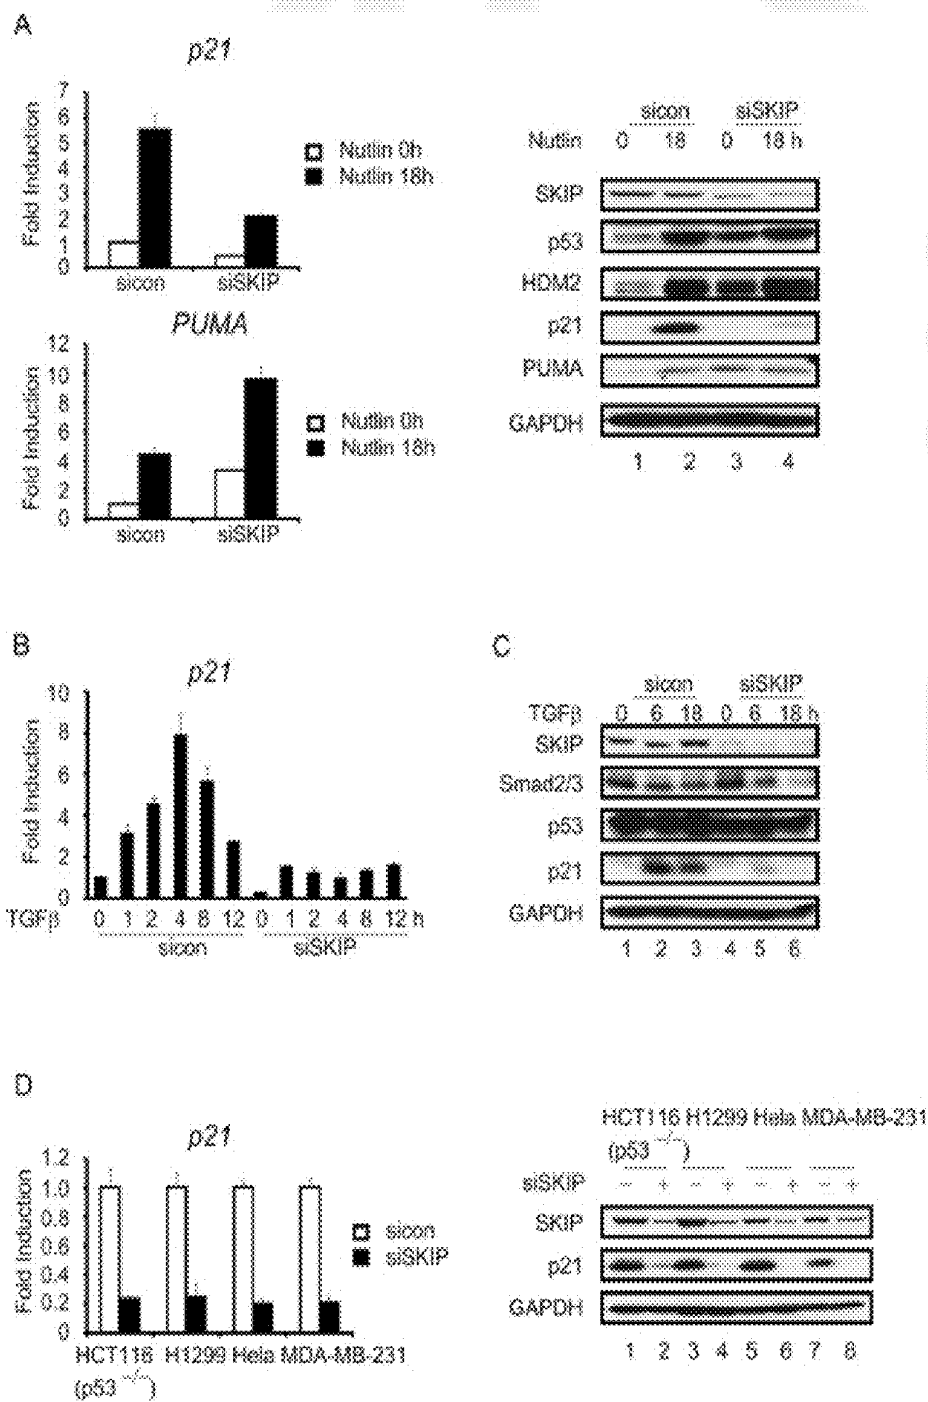 A
p21
Fold Induction
7
6
5
4
3
2
1
0
sicon siSKIP
Nutlin 0h
Nutlin 18h
PUMA
Fold Induction
12
10
8
6
4
2
0
sicon siSKIP
Nutlin 0h
Nutlin 18h
sicon siSKIP
Nutlin 0 18 0 18 h
SKIP
p53
HDM2
p21
PUMA
GAPDH
1 2 3 4
B
p21
Fold Induction
10
8
6
4
2
0
TGFβ 0 1 2 4 8 12 0 1 2 4 8 12 h
sicon siSKIP
C
sicon siSKIP
TGFβ 0 6 18 0 6 18 h
SKIP
Smad2/3
p53
p21
GAPDH
1 2 3 4 5 6
D
p21
Fold Induction
1.2
1.0
0.8
0.6
0.4
0.2
0
HCT116 H1299 Hela MDA-MB-231
(p53 -/-)
sicon
siSKIP
HCT116 H1299 Hela MDA-MB-231
(p53 -/-)
siSKIP − + − + − + − +
SKIP
p21
GAPDH
1 2 3 4 5 6 7 8